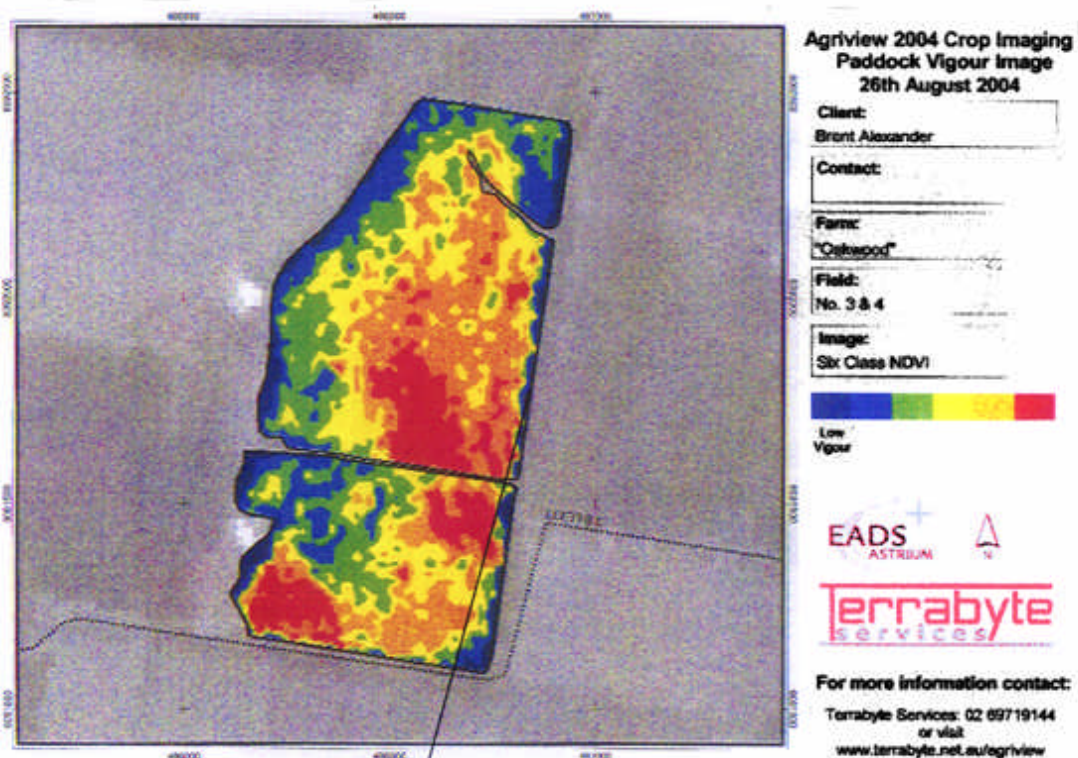 Agriview 2004 Crop Imaging
Paddock Vigour Image
26th August 2004
Client:
Brent Alexander
Contact:
Farm:
"Oakwood"
Field:
No. 3 & 4
Image:
Six Class NDVI
Low
Vigour
EADS
ASTRIUM
N
Terrabyte
services
For more information contact:
Terrabyte Services: 02 69719144
or visit
www.terrabyte.net.au/agriview